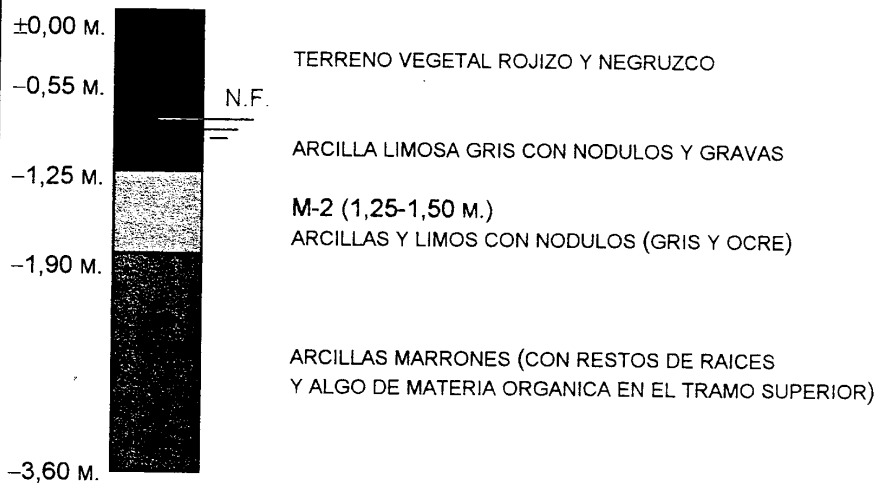 ±0,00 M.
TERRENO VEGETAL ROJIZO Y NEGRUZCO
−0,55 M.
N.F.
ARCILLA LIMOSA GRIS CON NODULOS Y GRAVAS
−1,25 M.
M-2 (1,25-1,50 M.)
ARCILLAS Y LIMOS CON NODULOS (GRIS Y OCRE)
−1,90 M.
ARCILLAS MARRONES (CON RESTOS DE RAICES
Y ALGO DE MATERIA ORGANICA EN EL TRAMO SUPERIOR)
−3,60 M.